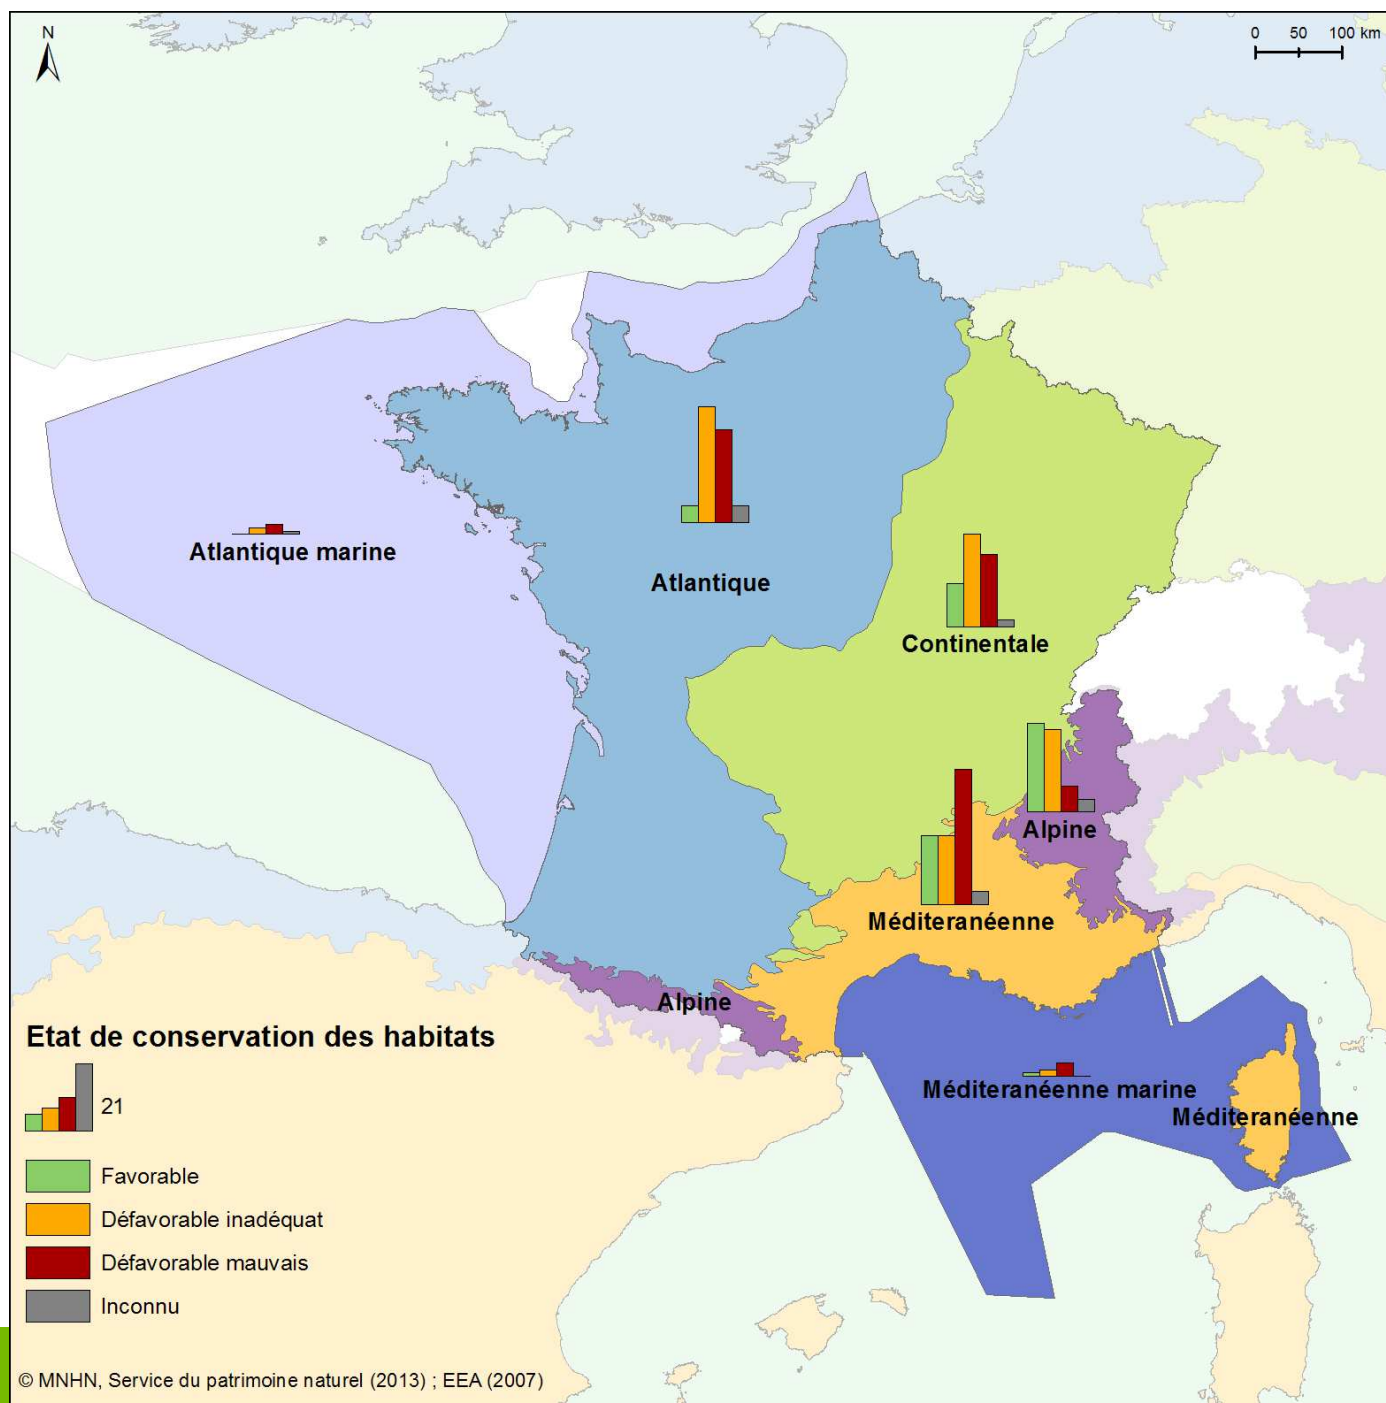 N
0 50 100 km
Atlantique marine
Atlantique
Continentale
Alpine
Méditeranéenne
Alpine
Etat de conservation des habitats
21
Méditeranéenne marine
Méditeranéenne
Favorable
Défavorable inadéquat
Défavorable mauvais
Inconnu
© MNHN, Service du patrimoine naturel (2013) ; EEA (2007)